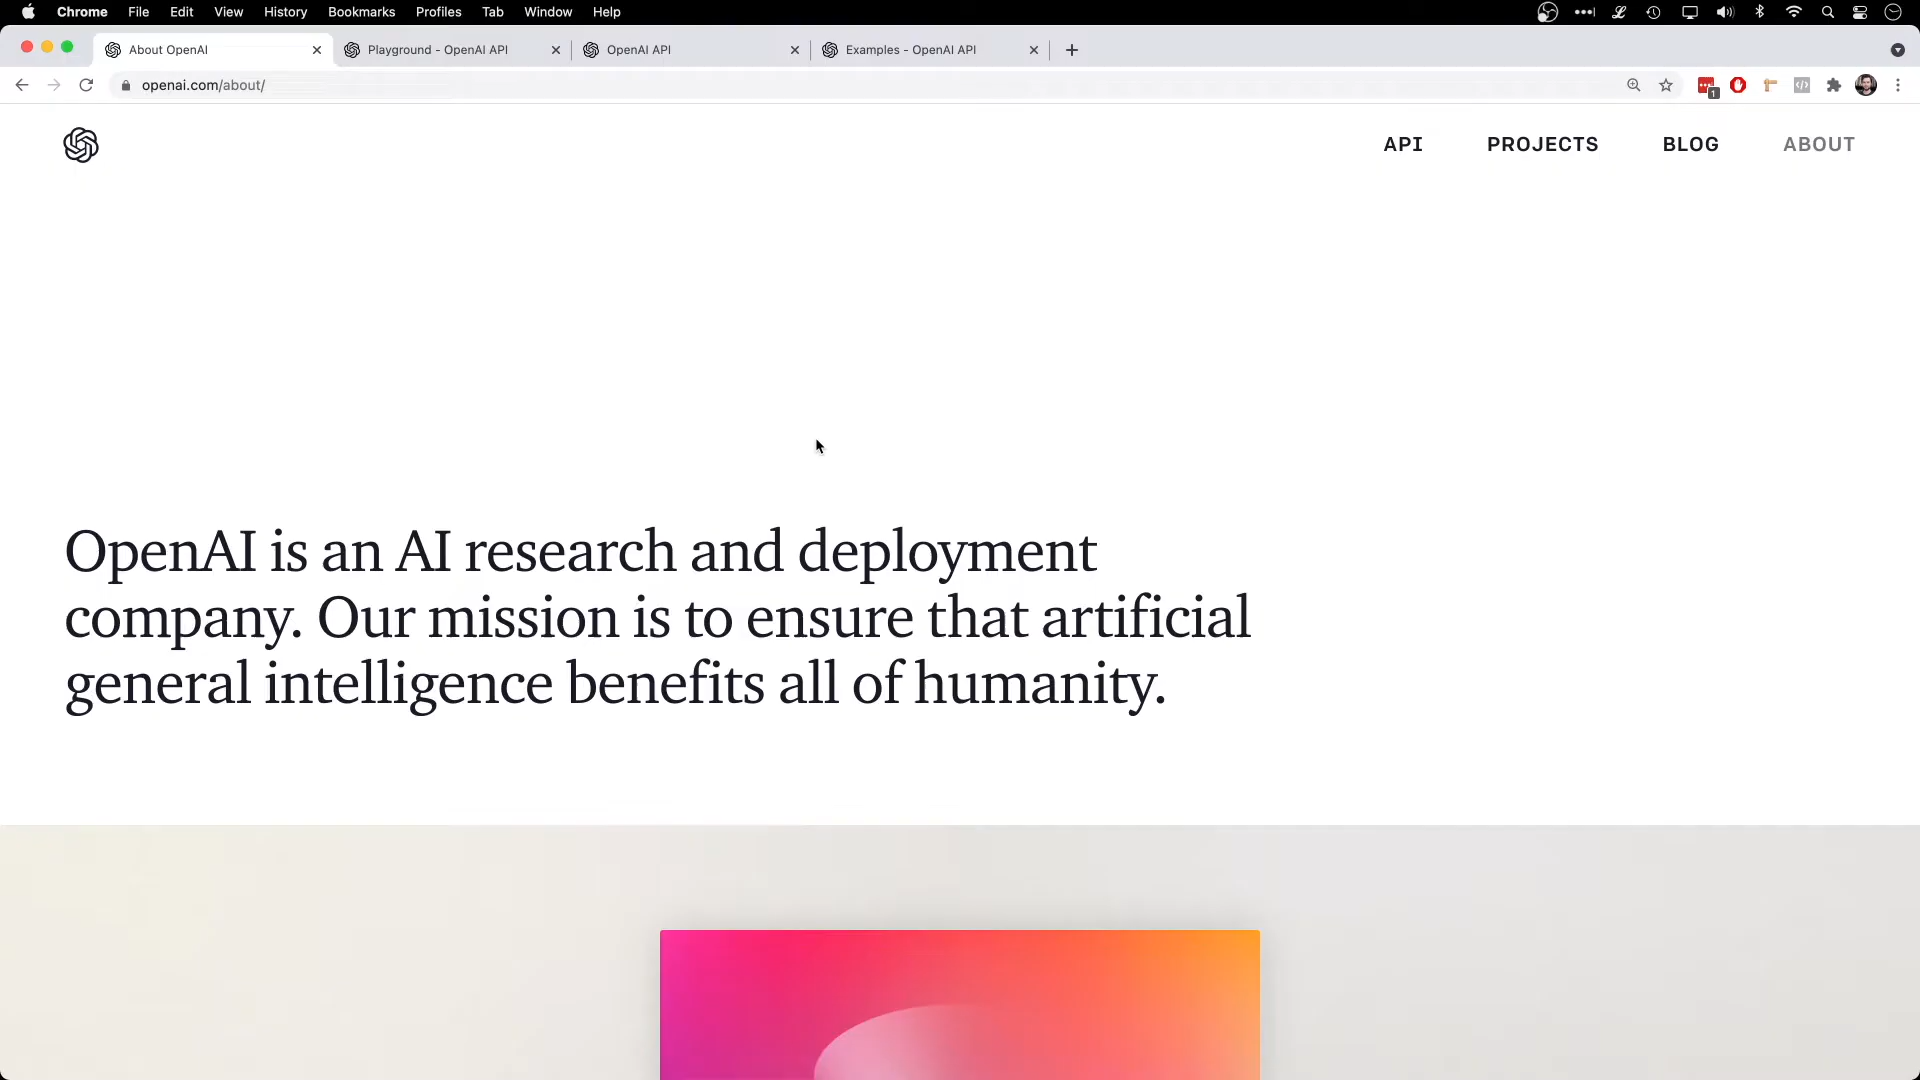 Chrome File Edit View History Bookmarks Profiles Tab Window Help
About OpenAI
Playground - OpenAI API
OpenAI API
Examples - OpenAI API
openai.com/about/
1
API PROJECTS BLOG ABOUT
OpenAI is an AI research and deployment
company. Our mission is to ensure that artificial
general intelligence benefits all of humanity.